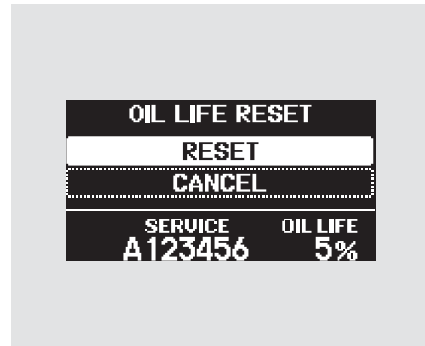 OIL LIFE RESET
RESET
CANCEL
SERVICE OIL LIFE
A123456 5%